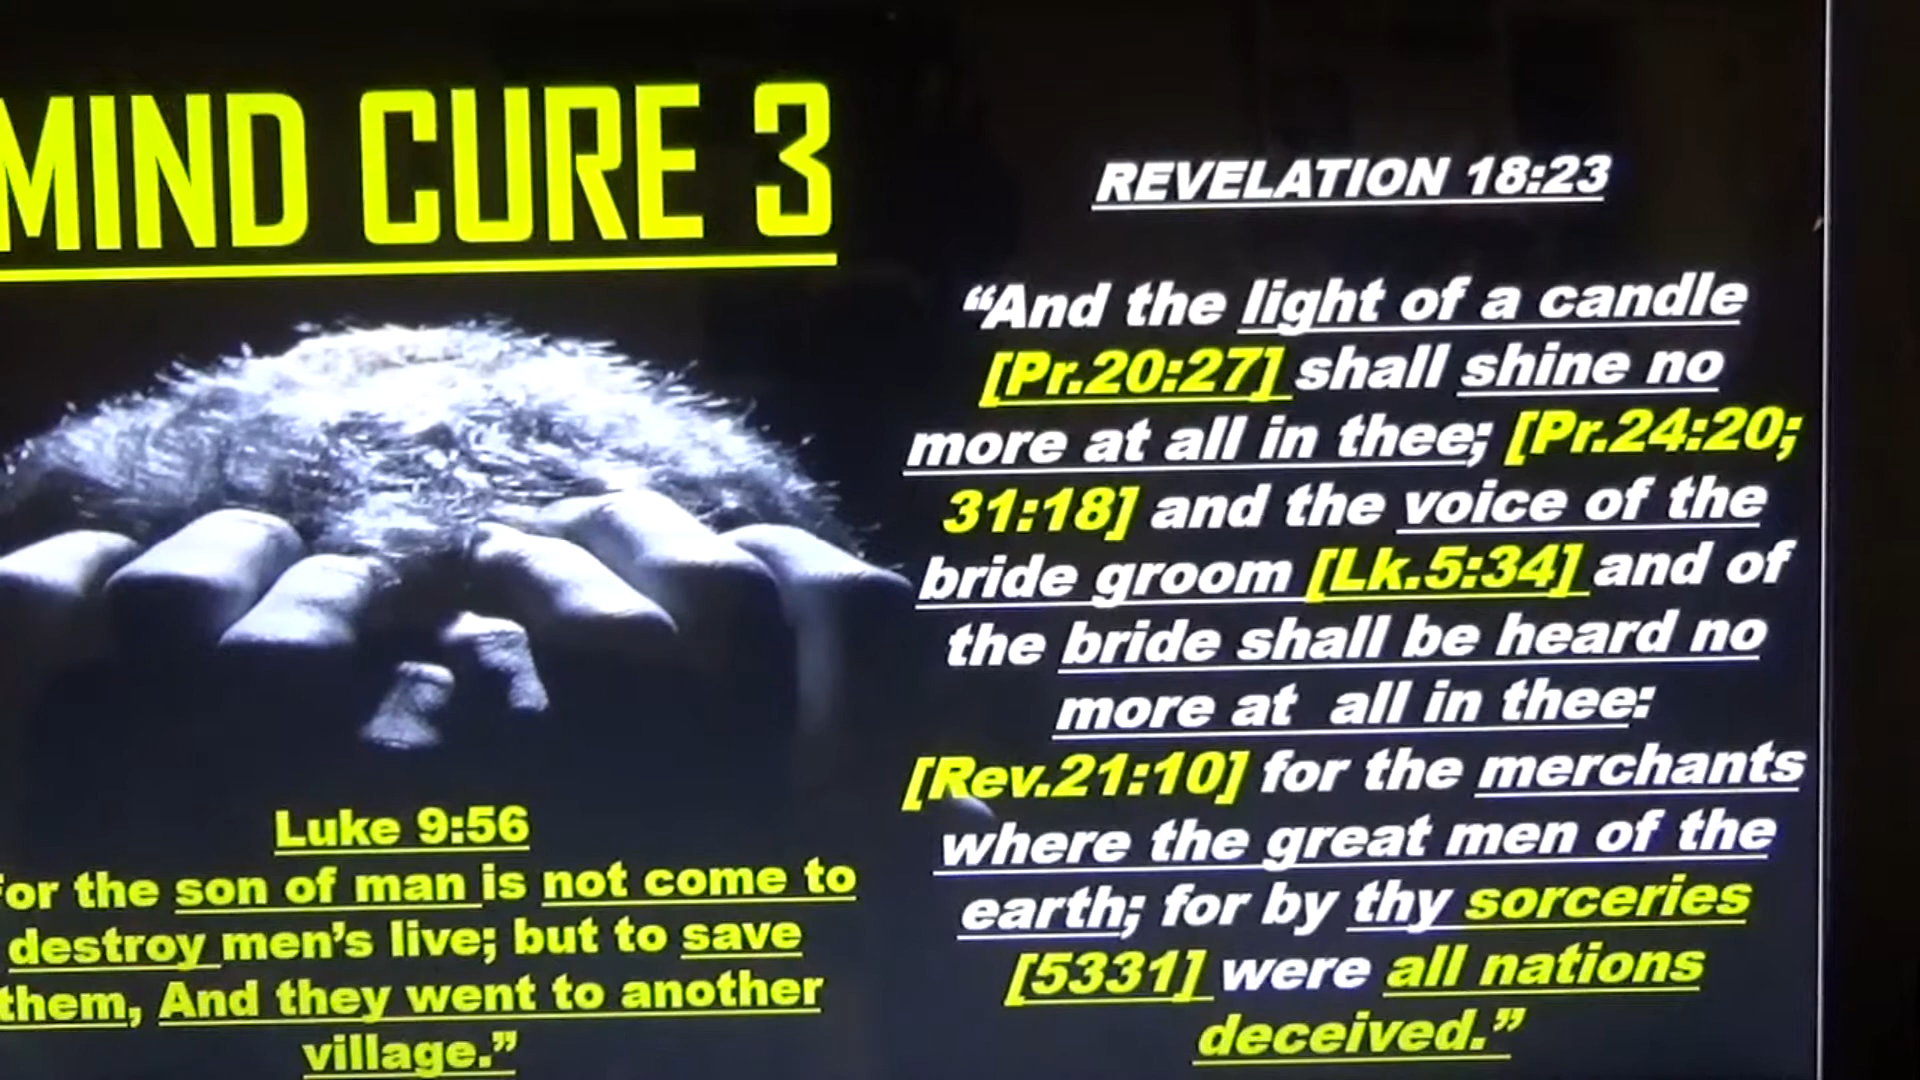 MIND CURE 3
Luke 9:56
For the son of man is not come to
destroy men's live; but to save
them, And they went to another
village.”
REVELATION 18:23
“And the light of a candle
[Pr.20:27] shall shine no
more at all in thee; [Pr.24:20;
31:18] and the voice of the
bride groom [Lk.5:34] and of
the bride shall be heard no
more at all in thee:
[Rev.21:10] for the merchants
where the great men of the
earth; for by thy sorceries
[5331] were all nations
deceived.”